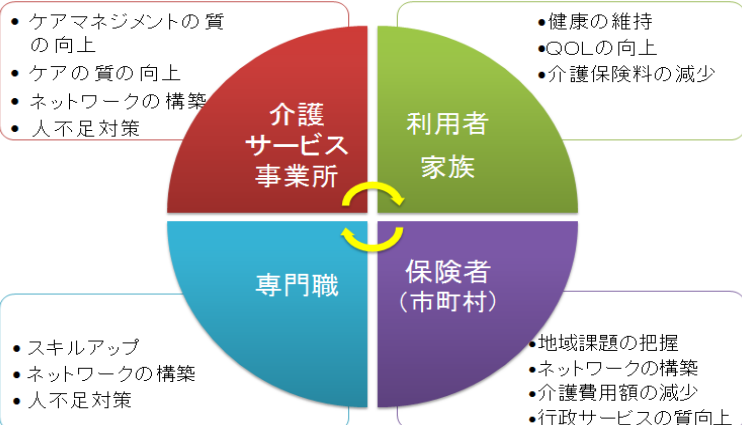 • ケアマネジメントの質
の向上
• ケアの質の向上
• ネットワークの構築
• 人不足対策
•健康の維持
•QOLの向上
•介護保険料の減少
介護
サービス
事業所
利用者
家族
専門職
保険者
（市町村）
• スキルアップ
• ネットワークの構築
• 人不足対策
•地域課題の把握
•ネットワークの構築
•介護費用額の減少
•行政サービスの質向上